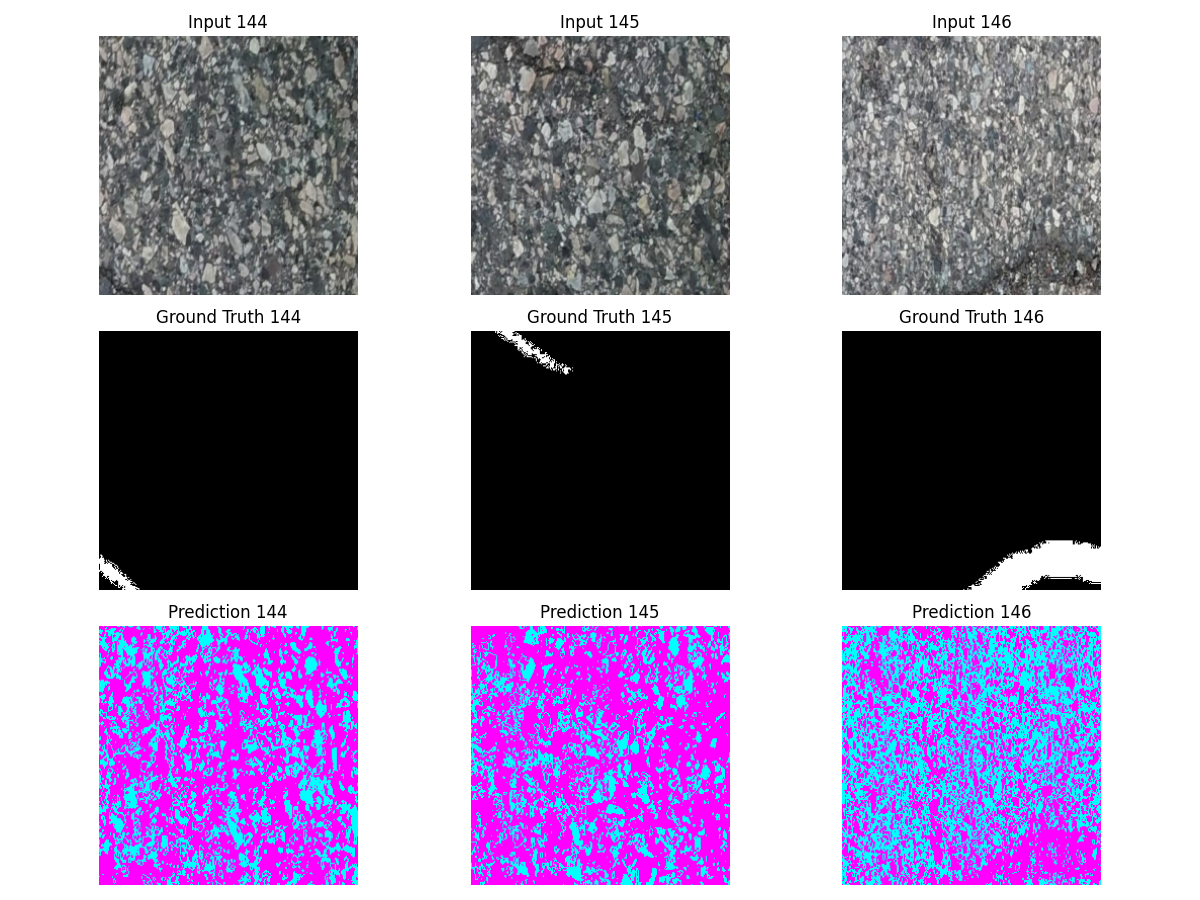 Input 144
Input 145
Input 146
Ground Truth 144
Ground Truth 145
Ground Truth 146
Prediction 144
Prediction 145
Prediction 146